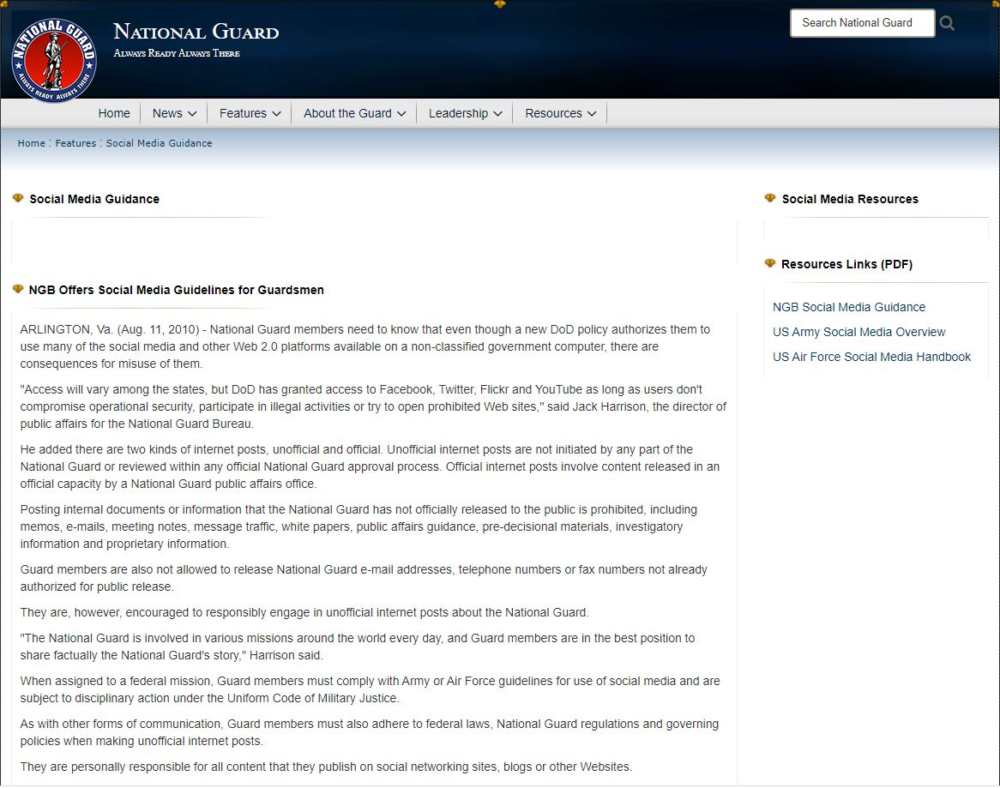 NATIONAL GUARD
ALWAYS READY ALWAYS THERE
National Guard
Always Ready Always There
Search National Guard
Home News Features About the Guard Leadership Resources
Home : Features : Social Media Guidance
Social Media Guidance
NGB Offers Social Media Guidelines for Guardsmen
ARLINGTON, Va. (Aug. 11, 2010) - National Guard members need to know that even though a new DoD policy authorizes them to
use many of the social media and other Web 2.0 platforms available on a non-classified government computer, there are
consequences for misuse of them.
"Access will vary among the states, but DoD has granted access to Facebook, Twitter, Flickr and YouTube as long as users don't
compromise operational security, participate in illegal activities or try to open prohibited Web sites," said Jack Harrison, the director of
public affairs for the National Guard Bureau.
He added there are two kinds of internet posts, unofficial and official. Unofficial internet posts are not initiated by any part of the
National Guard or reviewed within any official National Guard approval process. Official internet posts involve content released in an
official capacity by a National Guard public affairs office.
Posting internal documents or information that the National Guard has not officially released to the public is prohibited, including
memos, e-mails, meeting notes, message traffic, white papers, public affairs guidance, pre-decisional materials, investigatory
information and proprietary information.
Guard members are also not allowed to release National Guard e-mail addresses, telephone numbers or fax numbers not already
authorized for public release.
They are, however, encouraged to responsibly engage in unofficial internet posts about the National Guard.
"The National Guard is involved in various missions around the world every day, and Guard members are in the best position to
share factually the National Guard's story," Harrison said.
When assigned to a federal mission, Guard members must comply with Army or Air Force guidelines for use of social media and are
subject to disciplinary action under the Uniform Code of Military Justice.
As with other forms of communication, Guard members must also adhere to federal laws, National Guard regulations and governing
policies when making unofficial internet posts.
They are personally responsible for all content that they publish on social networking sites, blogs or other Websites.
Social Media Resources
Resources Links (PDF)
NGB Social Media Guidance
US Army Social Media Overview
US Air Force Social Media Handbook